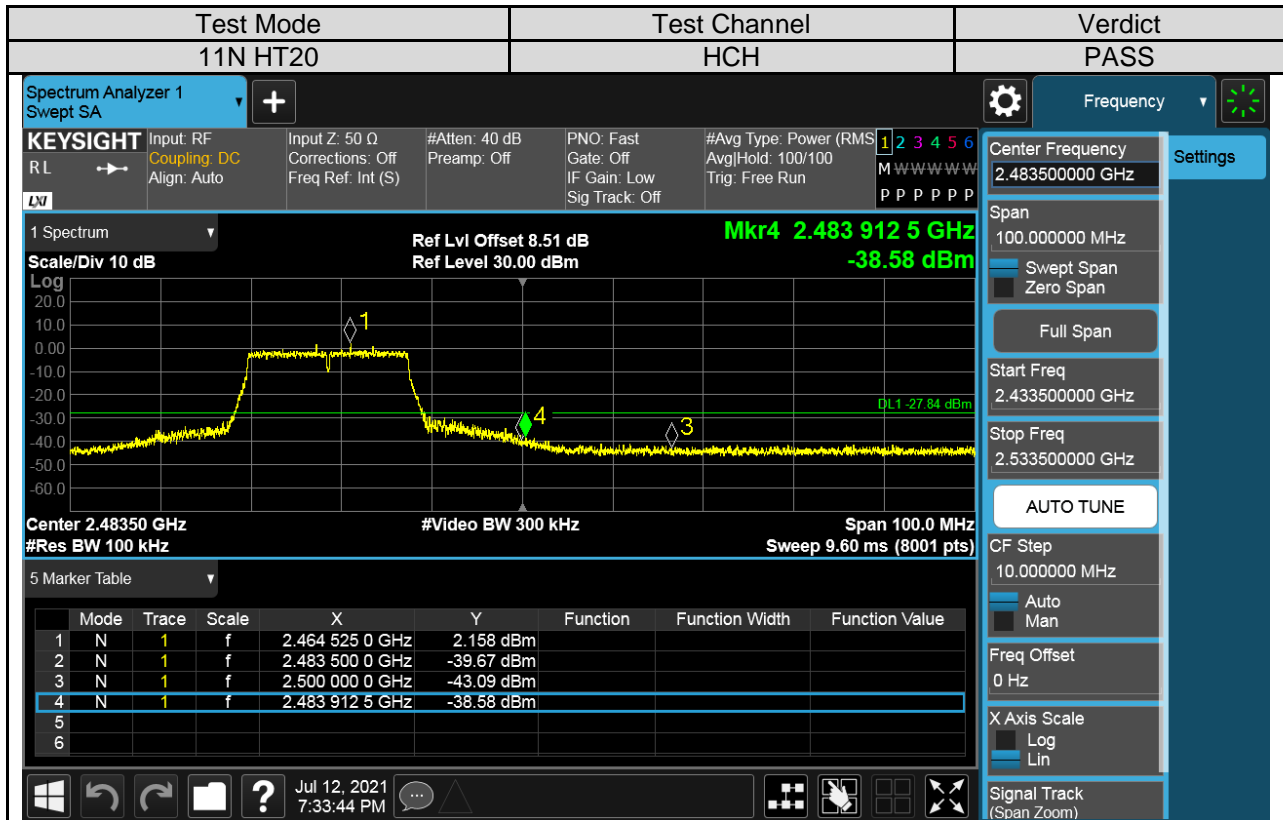 Test Mode Test Channel Verdict
11N HT20 HCH PASS
Spectrum Analyzer 1
Swept SA
Frequency
KEYSIGHT Input: RF Input Z: 50 Ω #Atten: 40 dB PNO: Fast #Avg Type: Power (RMS 1 2 3 4 5 6
RL Coupling: DC Corrections: Off Preamp: Off Gate: Off Avg|Hold: 100/100 M W W W W W
Align: Auto Freq Ref: Int (S) IF Gain: Low Trig: Free Run
LXI Sig Track: Off P P P P P P
1 Spectrum Ref Lvl Offset 8.51 dB Mkr4 2.483 912 5 GHz
Scale/Div 10 dB Ref Level 30.00 dBm -38.58 dBm
Log
20.0
10.0
0.00
-10.0
-20.0
-30.0
-40.0
-50.0
-60.0
1
4
3
DL1 -27.84 dBm
Center 2.48350 GHz #Video BW 300 kHz Span 100.0 MHz
#Res BW 100 kHz Sweep 9.60 ms (8001 pts)
5 Marker Table
Mode Trace Scale X Y Function Function Width Function Value
1 N 1 f 2.464 525 0 GHz 2.158 dBm
2 N 1 f 2.483 500 0 GHz -39.67 dBm
3 N 1 f 2.500 000 0 GHz -43.09 dBm
4 N 1 f 2.483 912 5 GHz -38.58 dBm
5
6
Jul 12, 2021
7:33:44 PM
Center Frequency
2.483500000 GHz
Settings
Span
100.000000 MHz
Swept Span
Zero Span
Full Span
Start Freq
2.433500000 GHz
Stop Freq
2.533500000 GHz
AUTO TUNE
CF Step
10.000000 MHz
Auto
Man
Freq Offset
0 Hz
X Axis Scale
Log
Lin
Signal Track
(Span Zoom)